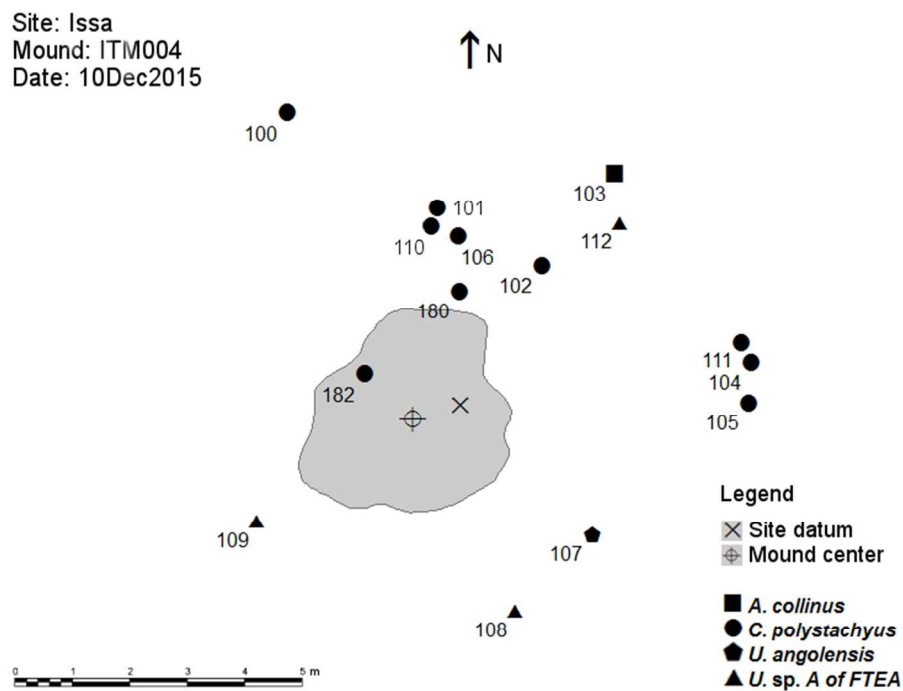 Site: Issa
Mound: ITM004
Date: 10Dec2015
N
100
103
101
110
106
112
102
180
111
104
182
105
Legend
Site datum
109
107
Mound center
A. collinus
108
C. polystachyus
U. angolensis
0 1 2 3 4 5 m
U. sp. A of FTEA